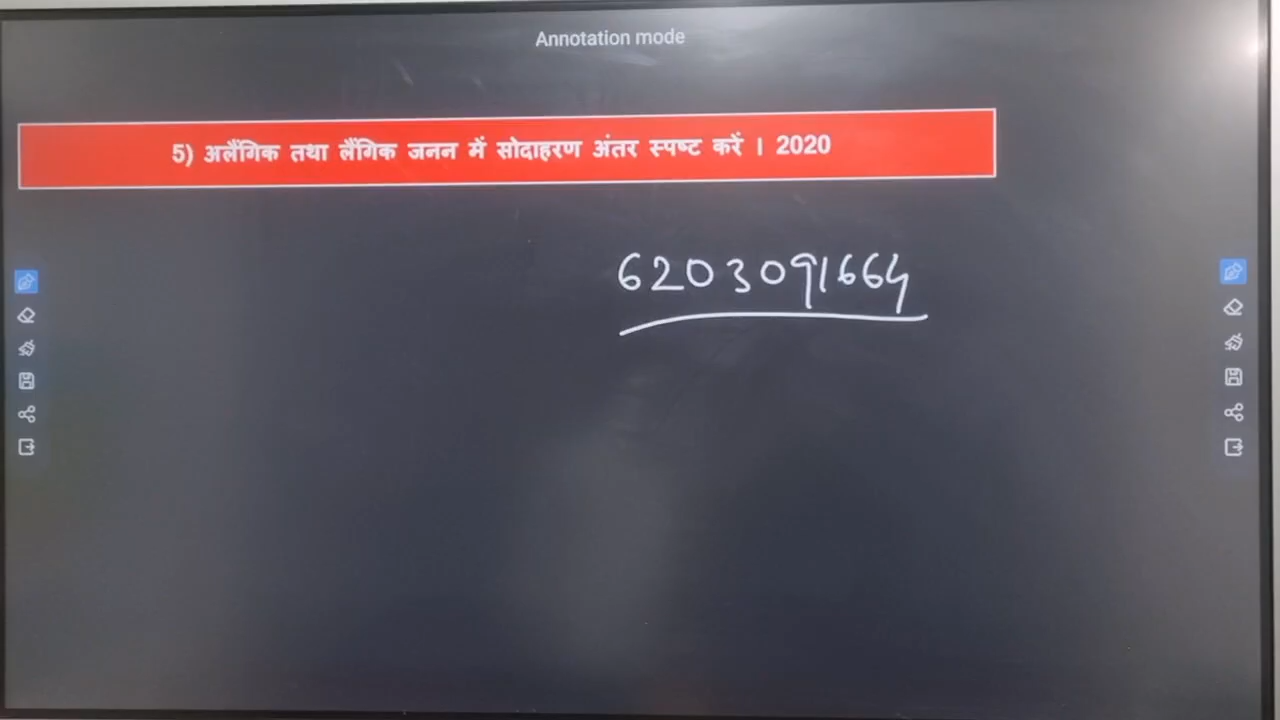 Annotation mode
5) अलैंगिक तथा लैंगिक जनन में सोदाहरण अंतर स्पष्ट करें । 2020
6203091664